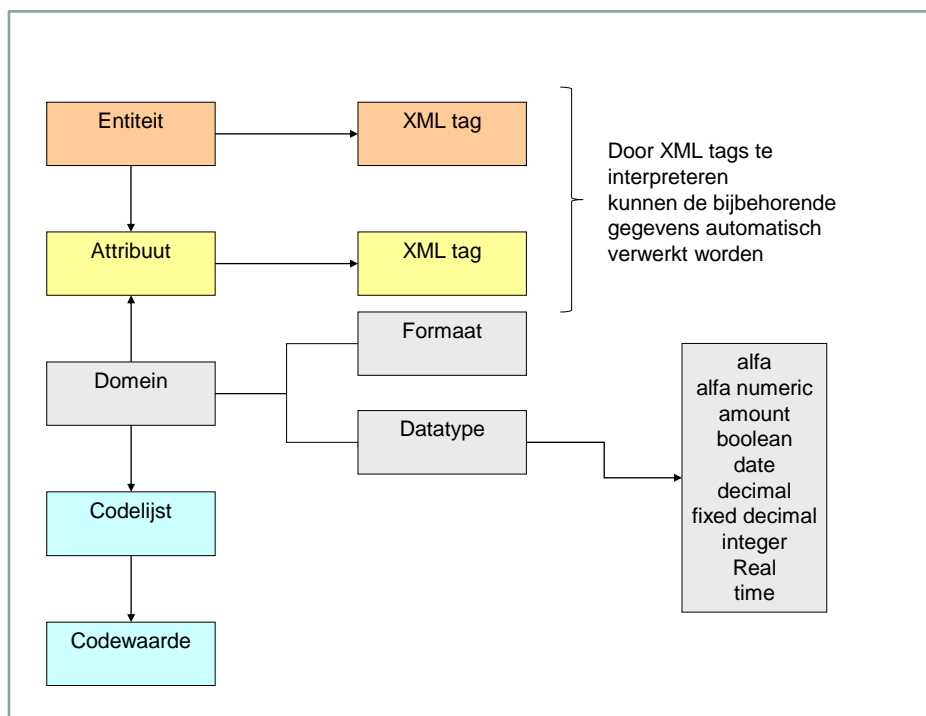 Entiteit
XML tag
Door XML tags te
interpreteren
kunnen de bijbehorende
gegevens automatisch
verwerkt worden
Attribuut
XML tag
Formaat
Domein
Datatype
alfa
alfa numeric
amount
boolean
date
decimal
fixed decimal
integer
Real
time
Codelijst
Codewaarde